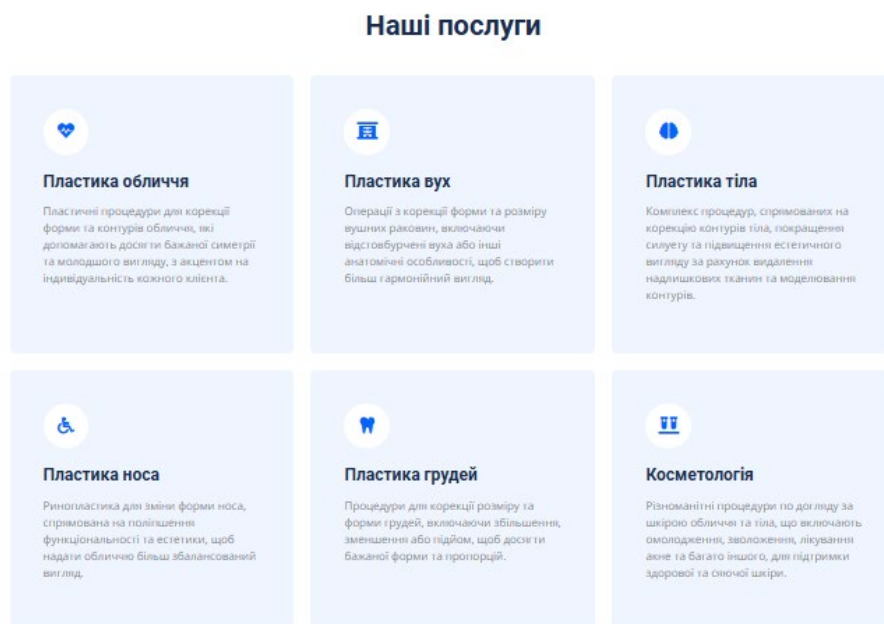 Наші послуги
Пластика обличчя
Пластичні процедури для корекції
форми та контурів обличчя, які
допомагають досягти бажаної симетрії
та молодшого вигляду, з акцентом на
індивідуальність кожного клієнта.
Пластика вух
Операції з корекції форми та розміру
вушних раковин, включаючи
відстовбурчені вуха або інші
анатомічні особливості, щоб створити
більш гармонійний вигляд.
Пластика тіла
Комплекс процедур, спрямованих на
корекцію контурів тіла, покращення
силуету та підвищення естетичного
вигляду за рахунок видалення
надлишкових тканин та моделювання
контурів.
Пластика носа
Ринопластика для зміни форми носа,
спрямована на поліпшення
функціональності та естетики, щоб
надати обличчю більш збалансований
вигляд.
Пластика грудей
Процедури для корекції розміру та
форми грудей, включаючи збільшення,
зменшення або підйом, щоб досягти
бажаної форми та пропорцій.
Косметологія
Різноманітні процедури по догляду за
шкірою обличчя та тіла, що включають
омолодження, зволоження, лікування
акне та багато іншого, для підтримки
здорової та сяючої шкіри.